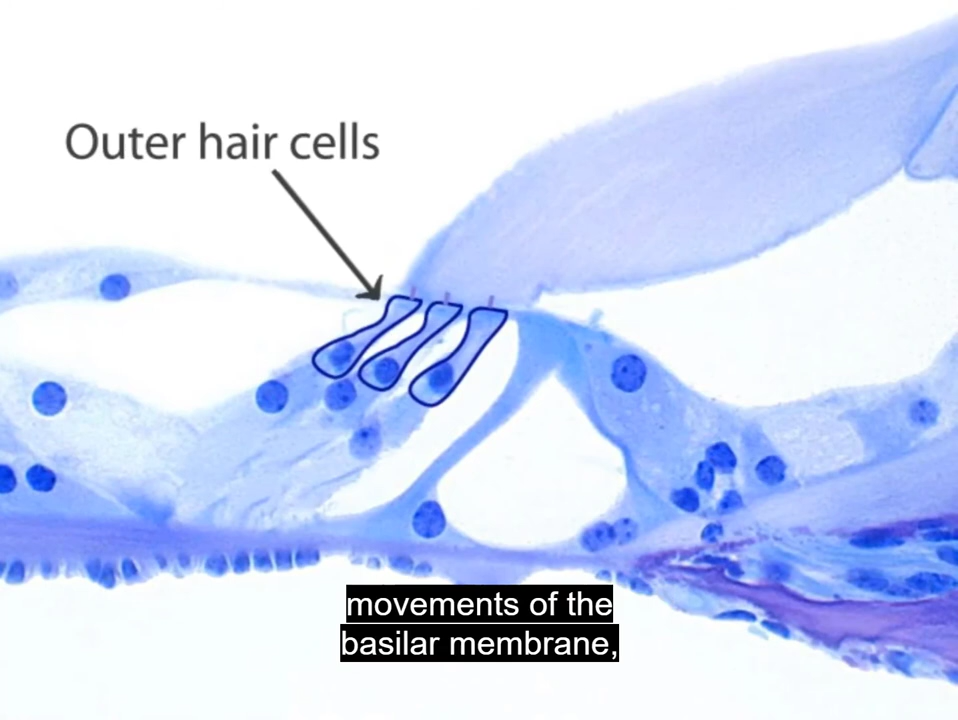 Outer hair cells
movements of the
basilar membrane,